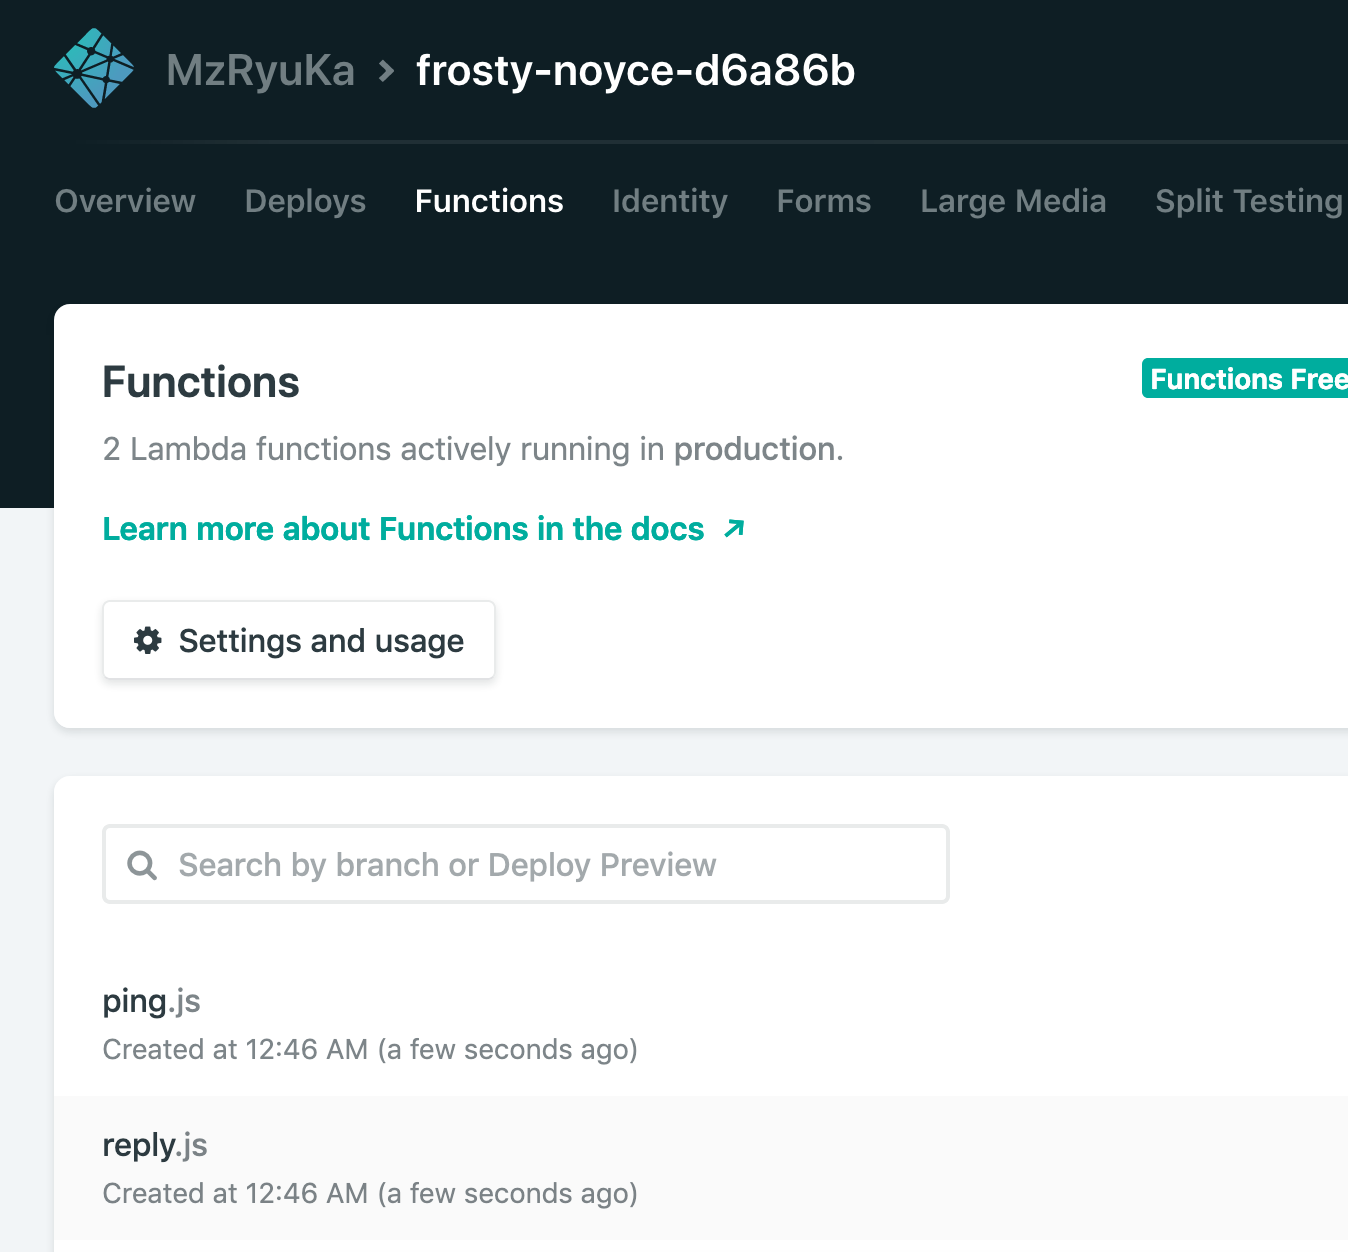 MzRyuKa > frosty-noyce-d6a86b
Overview Deploys Functions Identity Forms Large Media Split Testing
Functions
Functions Free
2 Lambda functions actively running in production.
Learn more about Functions in the docs ↗
Settings and usage
Search by branch or Deploy Preview
ping.js
Created at 12:46 AM (a few seconds ago)
reply.js
Created at 12:46 AM (a few seconds ago)